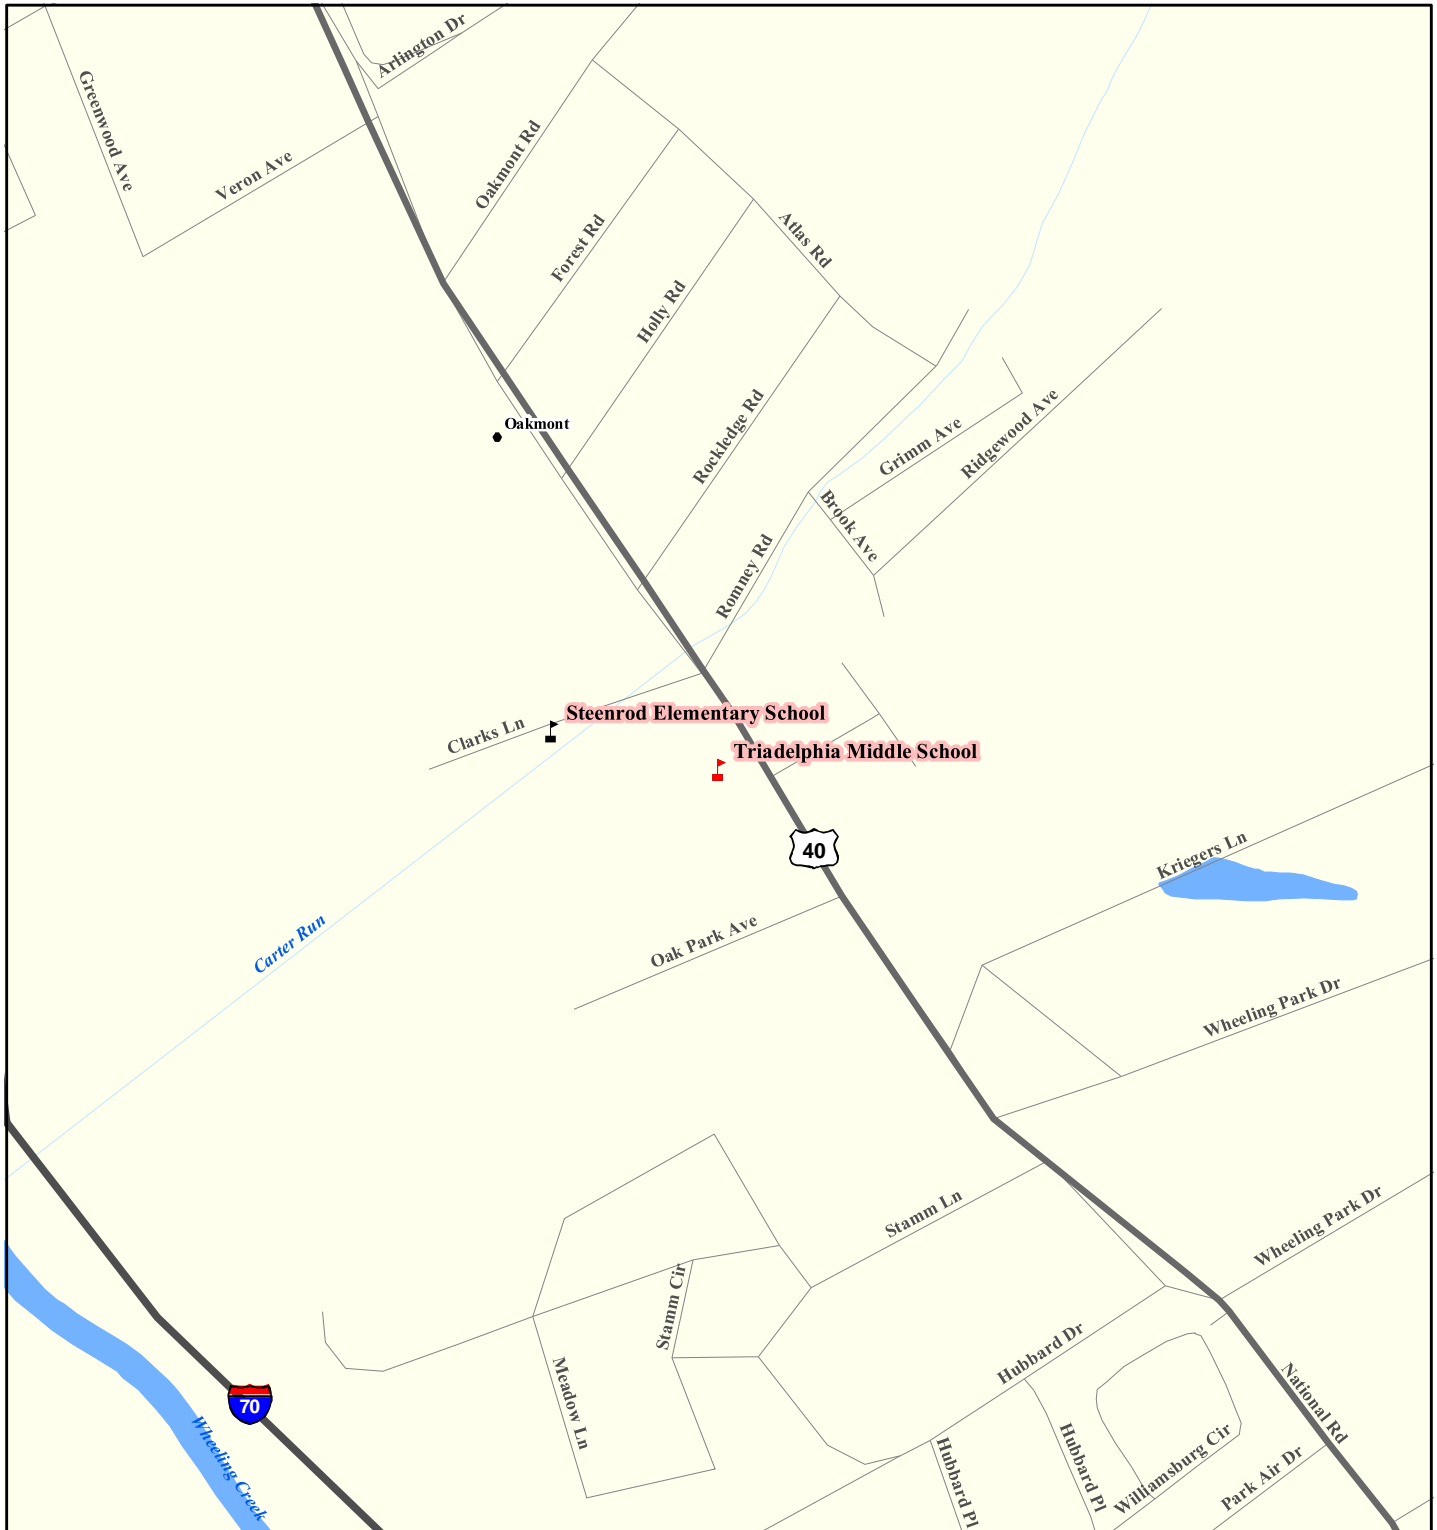 Arlington Dr
Greenwood Ave
Veron Ave
Oakmont Rd
Forest Rd
Atlas Rd
Holly Rd
Oakmont
Rockledge Rd
Grimm Ave
Ridgewood Ave
Brook Ave
Romney Rd
Clarks Ln
Steenrod Elementary School
Triadelphia Middle School
40
Kriegers Ln
Carter Run
Oak Park Ave
Wheeling Park Dr
Stamm Ln
Wheeling Park Dr
Stamm Cir
Meadow Ln
Hubbard Dr
National Rd
70
Wheeling Creek
Hubbard Pl
Hubbard Pl
Williamsburg Cir
Park Air Dr